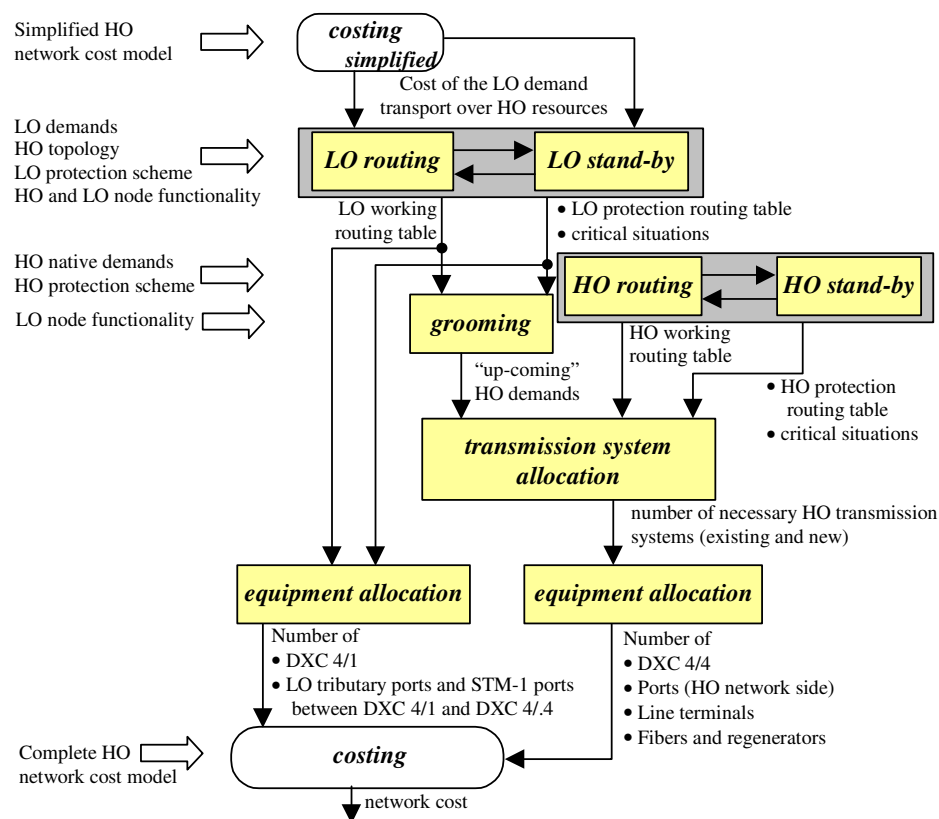 Simplified HO
network cost model
costing
simplified
Cost of the LO demand
transport over HO resources
LO demands
HO topology
LO protection scheme
HO and LO node functionality
LO routing
LO stand-by
LO working
routing table
• LO protection routing table
• critical situations
HO native demands
HO protection scheme
LO node functionality
HO routing
HO stand-by
grooming
HO working
routing table
“up-coming”
HO demands
• HO protection
routing table
• critical situations
transmission system
allocation
number of necessary HO transmission
systems (existing and new)
equipment allocation
equipment allocation
Number of
• DXC 4/1
• LO tributary ports and STM-1 ports
between DXC 4/1 and DXC 4/.4
Number of
• DXC 4/4
• Ports (HO network side)
• Line terminals
• Fibers and regenerators
Complete HO
network cost model
costing
network cost